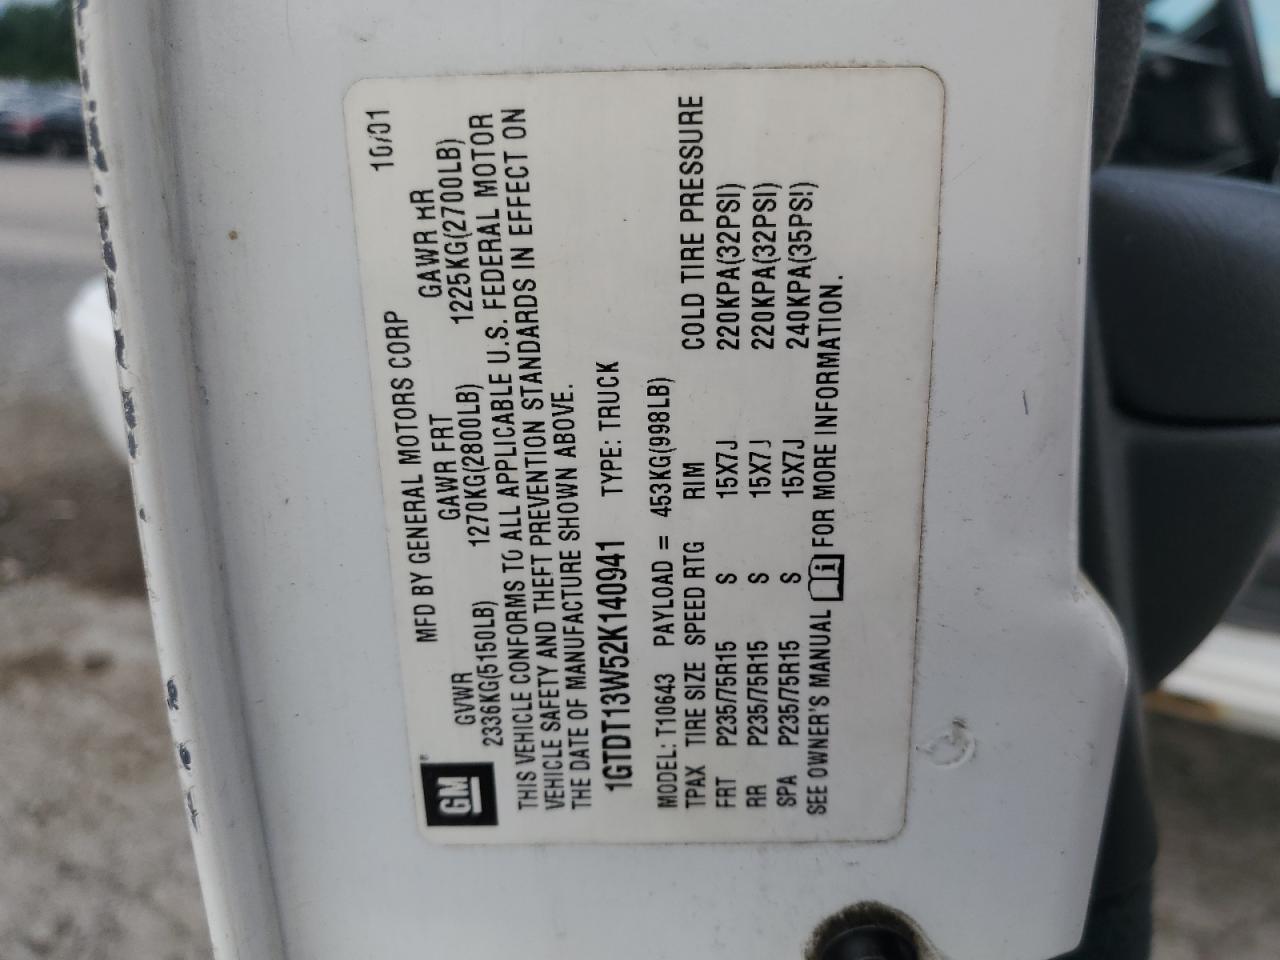 MFD BY GENERAL MOTORS CORP 10/01
GVWR GAWR FRT GAWR RR
2336KG(5150LB) 1270KG(2800LB) 1225KG(2700LB)
GM
THIS VEHICLE CONFORMS TO ALL APPLICABLE U.S. FEDERAL MOTOR
VEHICLE SAFETY AND THEFT PREVENTION STANDARDS IN EFFECT ON
THE DATE OF MANUFACTURE SHOWN ABOVE.
1GTDT13W52K140941 TYPE: TRUCK
MODEL: T10643 PAYLOAD = 453KG(998LB)
TPAX TIRE SIZE SPEED RTG RIM COLD TIRE PRESSURE
FRT P235/75R15 S 15X7J 220KPA(32PSI)
RR P235/75R15 S 15X7J 220KPA(32PSI)
SPA P235/75R15 S 15X7J 240KPA(35PSI)
SEE OWNER'S MANUAL FOR MORE INFORMATION.